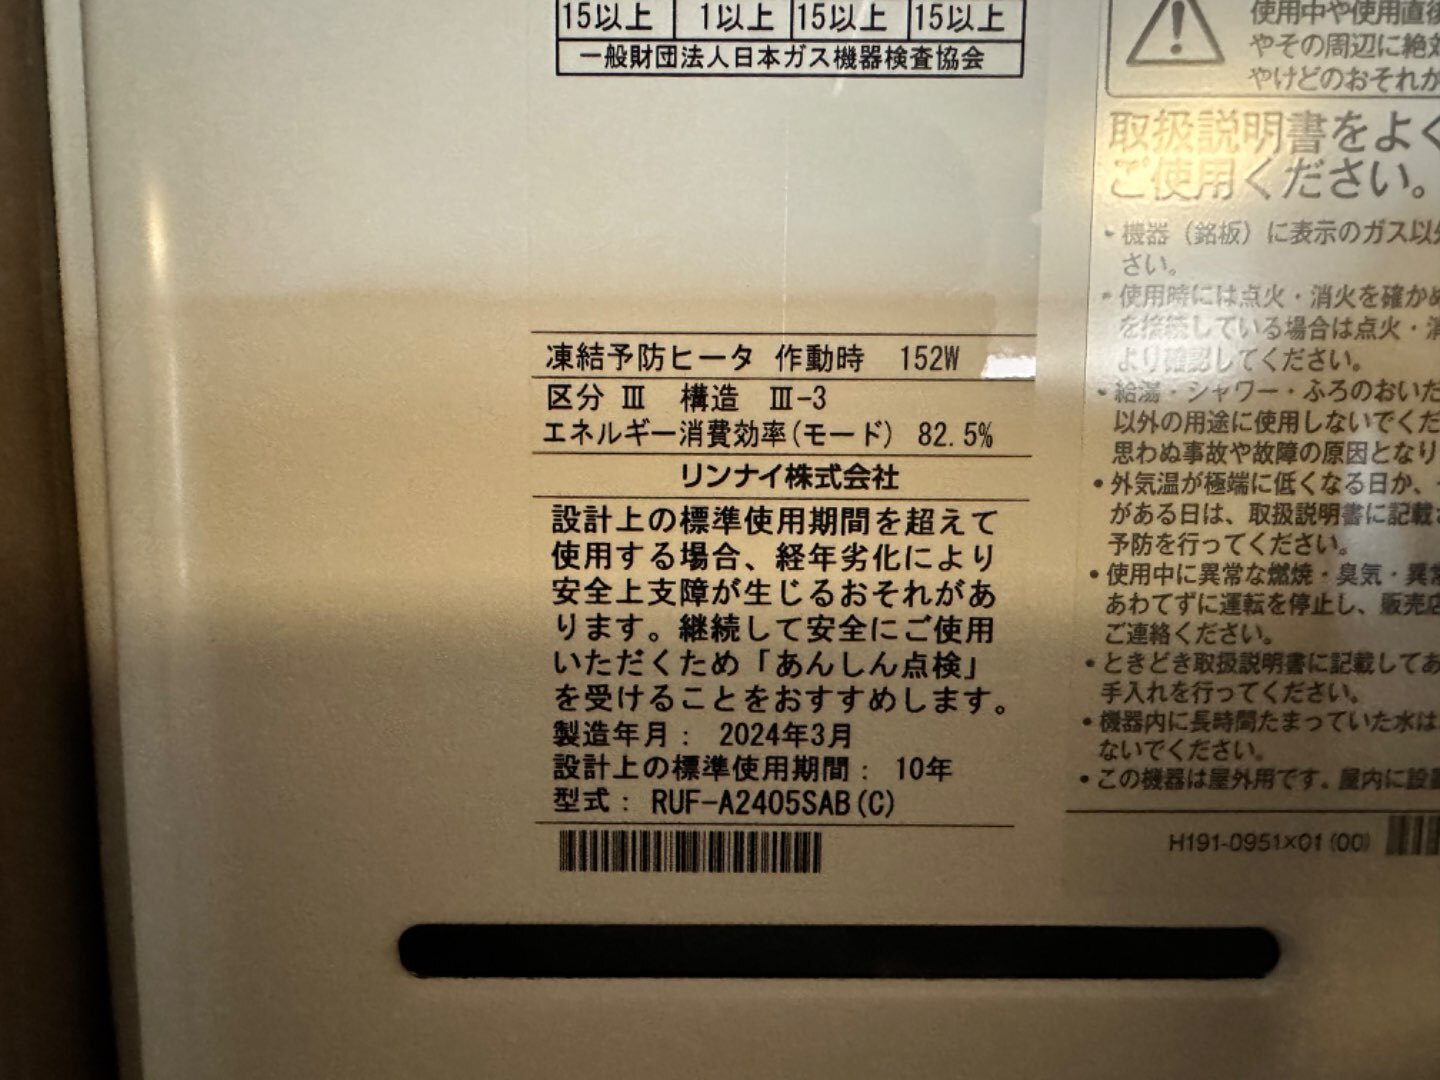 15以上 1以上 15以上 15以上
一般財団法人日本ガス機器検査協会
凍結予防ヒータ 作動時 152W
区分 Ⅲ 構造 Ⅲ-3
エネルギー消費効率(モード) 82.5%
リンナイ株式会社
設計上の標準使用期間を超えて
使用する場合、経年劣化により
安全上支障が生じるおそれがあ
ります。継続して安全にご使用
いただくため「あんしん点検」
を受けることをおすすめします。
製造年月： 2024年3月
設計上の標準使用期間： 10年
型式： RUF-A2405SAB(C)
使用中や使用直後
やその周辺に絶対
やけどのおそれが
取扱説明書をよく
ご使用ください。
・機器（銘板）に表示のガス以外
さい。
・使用時には点火・消火を確かめ
を接続している場合は点火・消
より確認してください。
・給湯・シャワー・ふろのおいだ
以外の用途に使用しないでくだ
思わぬ事故や故障の原因となり
・外気温が極端に低くなる日か、
がある日は、取扱説明書に記載
予防を行ってください。
・使用中に異常な燃焼・臭気・異常
あわてずに運転を停止し、販売店
ご連絡ください。
・ときどき取扱説明書に記載してあ
手入れを行ってください。
・機器内に長時間たまっていた水は
ないでください。
・この機器は屋外用です。屋内に設置
H191-0951×01(00)